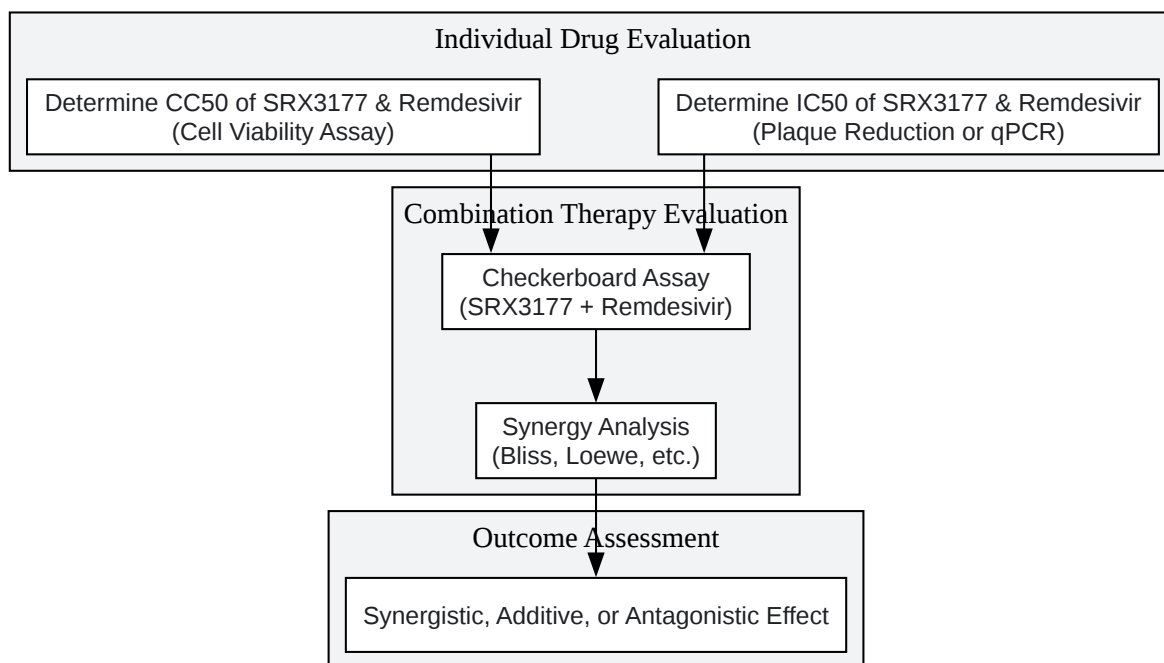 Individual Drug Evaluation
Determine CC50 of SRX3177 & Remdesivir
(Cell Viability Assay)
Determine IC50 of SRX3177 & Remdesivir
(Plaque Reduction or qPCR)
Combination Therapy Evaluation
Checkerboard Assay
(SRX3177 + Remdesivir)
Synergy Analysis
(Bliss, Loewe, etc.)
Outcome Assessment
Synergistic, Additive, or Antagonistic Effect